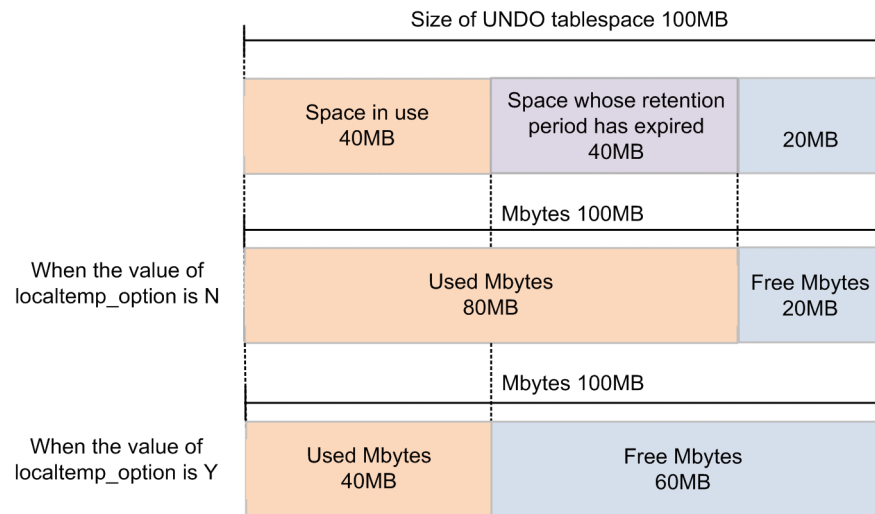 Size of UNDO tablespace 100MB
Space in use
40MB
Space whose retention
period has expired
40MB
20MB
Mbytes 100MB
When the value of
localtemp_option is N
Used Mbytes
80MB
Free Mbytes
20MB
Mbytes 100MB
When the value of
localtemp_option is Y
Used Mbytes
40MB
Free Mbytes
60MB